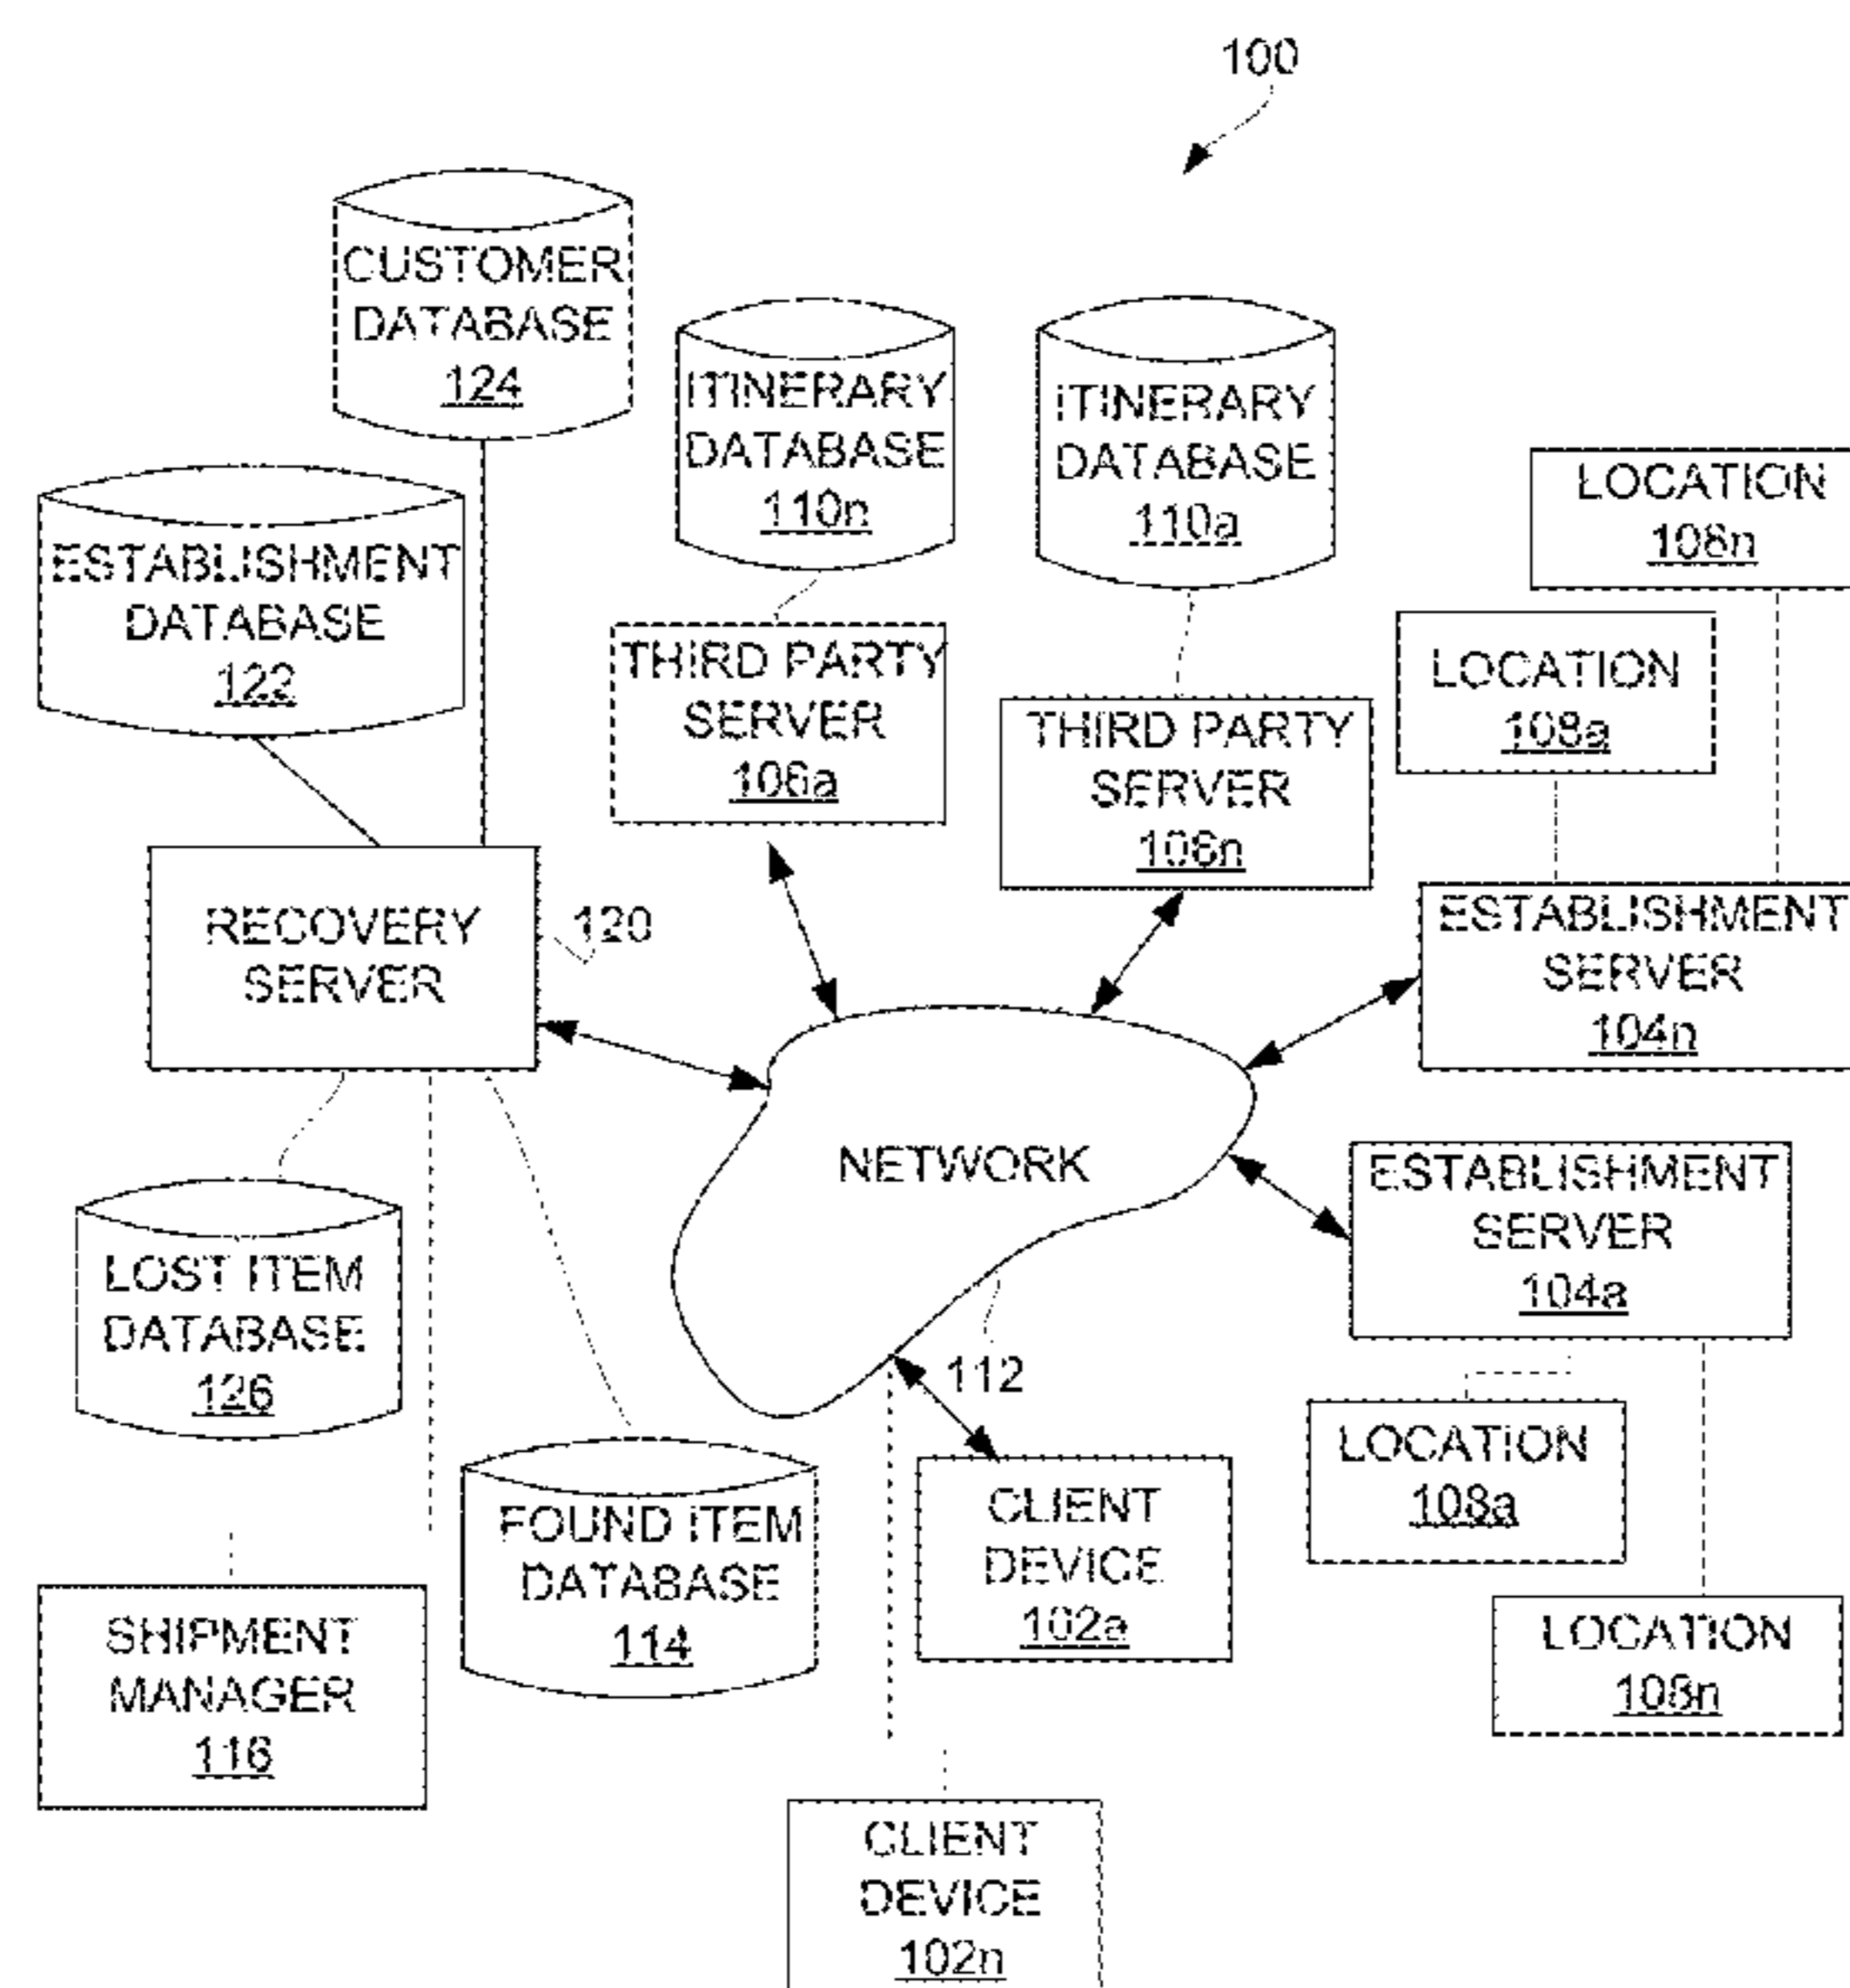 100
CUSTOMER
DATABASE
124
ITINERARY
DATABASE
110n
ITINERARY
DATABASE
110a
LOCATION
108n
ESTABLISHMENT
DATABASE
122
THIRD PARTY
SERVER
106a
THIRD PARTY
SERVER
106n
LOCATION
108a
RECOVERY
SERVER
120
ESTABLISHMENT
SERVER
104n
NETWORK
ESTABLISHMENT
SERVER
104a
LOST ITEM
DATABASE
126
112
LOCATION
108a
FOUND ITEM
DATABASE
114
CLIENT
DEVICE
102a
SHIPMENT
MANAGER
116
LOCATION
108n
CLIENT
DEVICE
102n